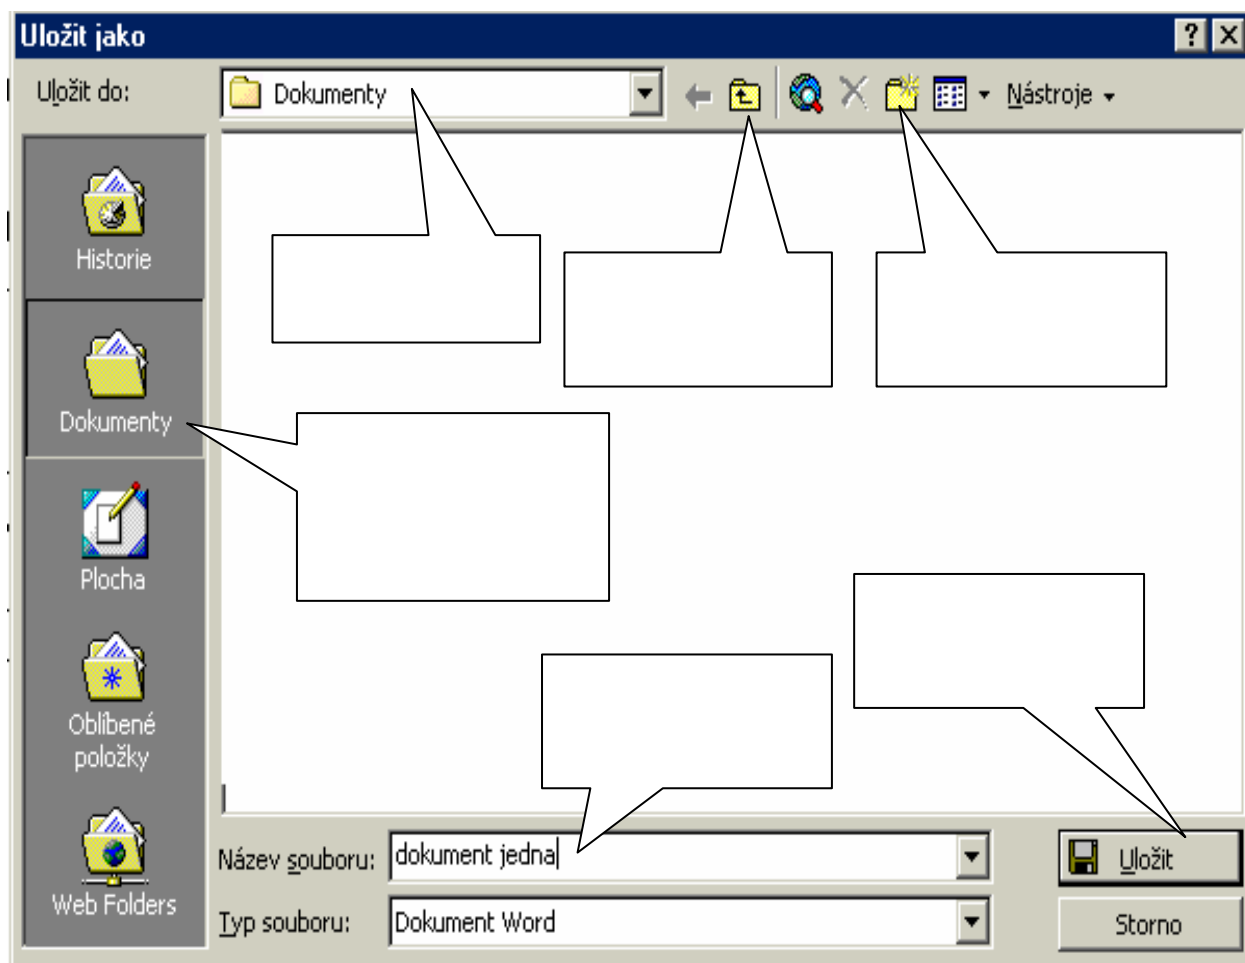 Uložit jako
Uložit do:
Dokumenty
Nástroje
Historie
Dokumenty
Plocha
Oblíbené
položky
Web Folders
Název souboru:
dokument jedna
Uložit
Typ souboru:
Dokument Word
Storno